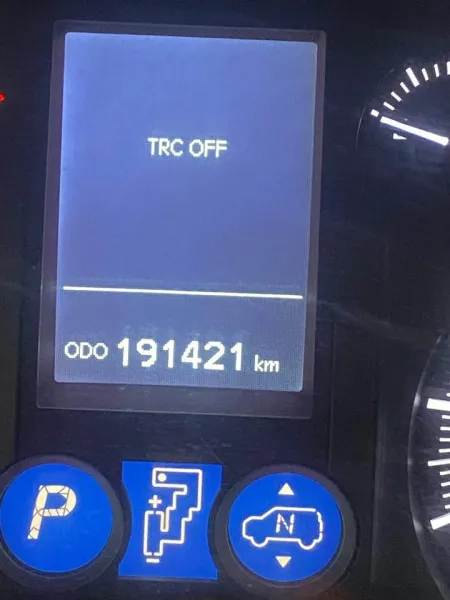 TRC OFF
ODO 191421 km
P
+
N
-